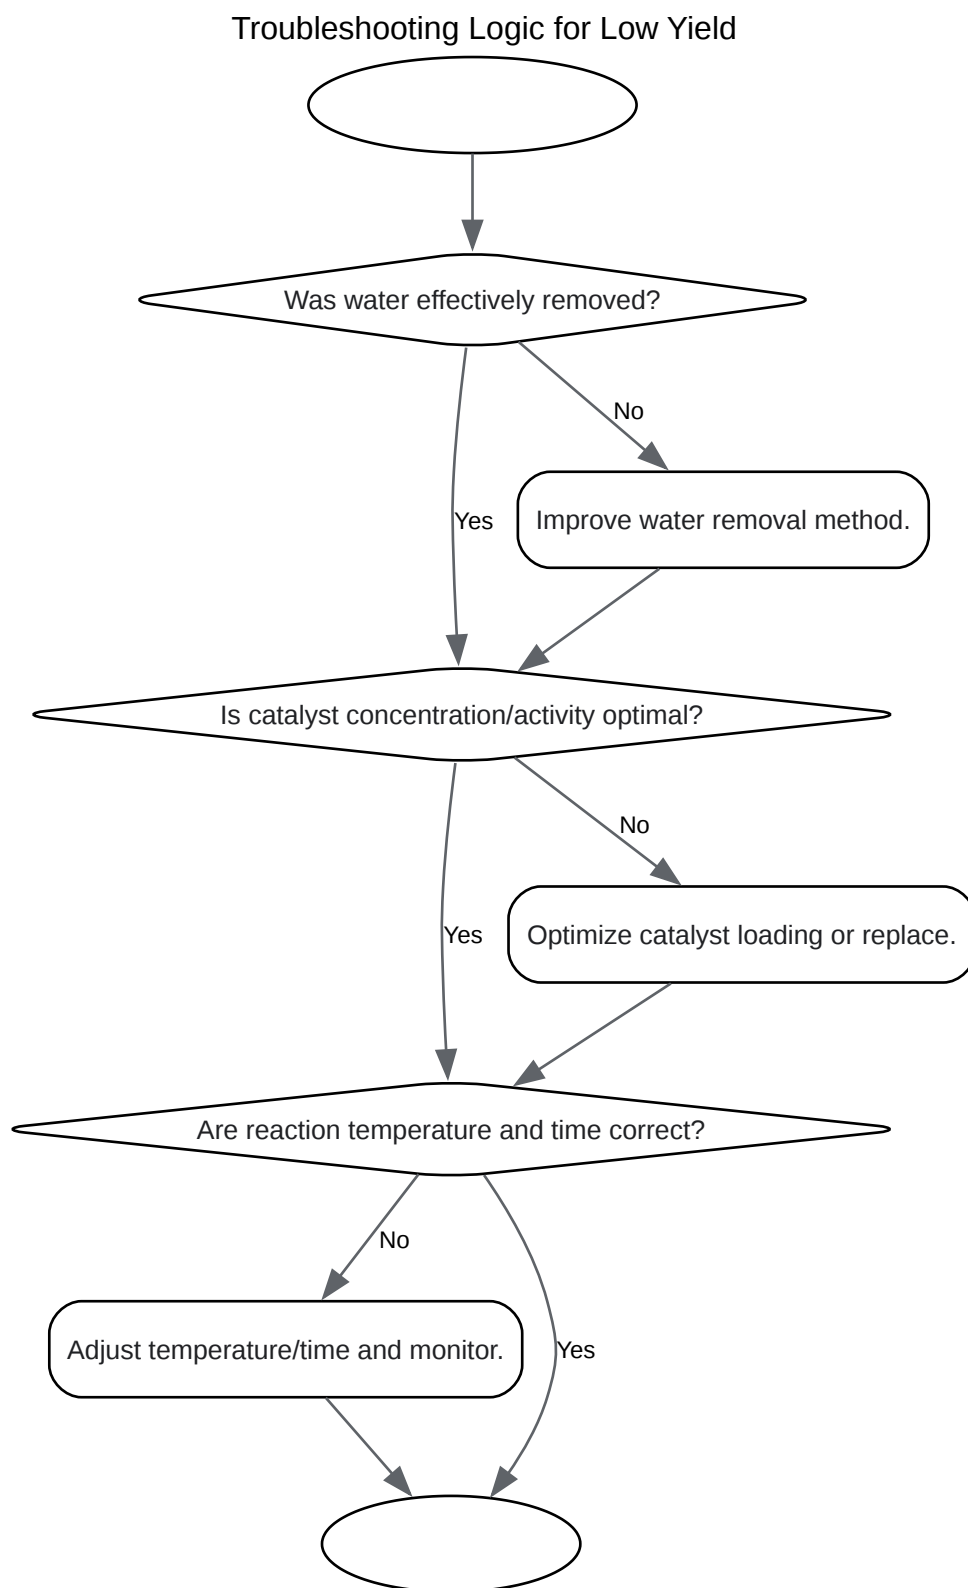 Troubleshooting Logic for Low Yield
Was water effectively removed?
No
Yes
Improve water removal method.
Is catalyst concentration/activity optimal?
No
Yes
Optimize catalyst loading or replace.
Are reaction temperature and time correct?
No
Adjust temperature/time and monitor.
Yes